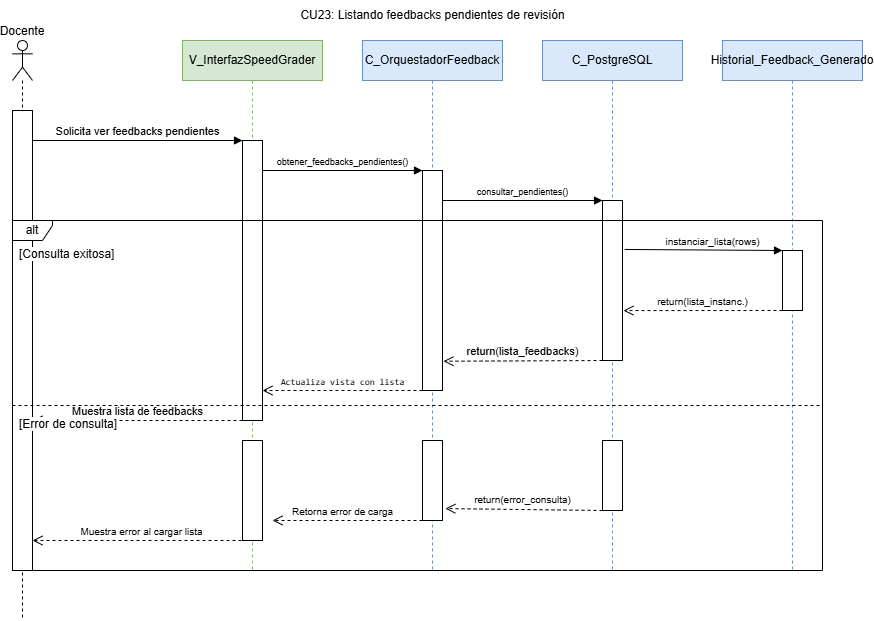 CU23: Listando feedbacks pendientes de revisión
Docente
V_InterfazSpeedGrader
C_OrquestadorFeedback
C_PostgreSQL
Historial_Feedback_Generado
Solicita ver feedbacks pendientes
obtener_feedbacks_pendientes()
consultar_pendientes()
alt
[Consulta exitosa]
instanciar_lista(rows)
return(lista_instanc.)
return(lista_feedbacks)
Actualiza vista con lista
Muestra lista de feedbacks
[Error de consulta]
return(error_consulta)
Retorna error de carga
Muestra error al cargar lista